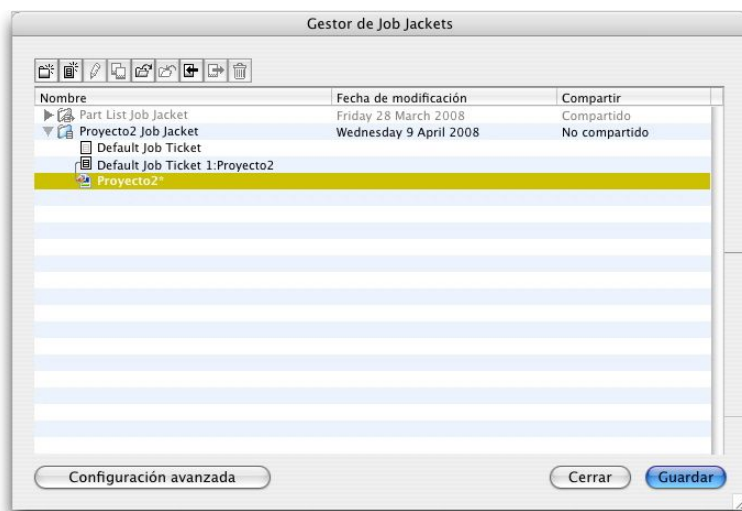 Gestor de Job Jackets
Nombre Fecha de modificación Compartir
Part List Job Jacket Friday 28 March 2008 Compartido
Proyecto2 Job Jacket Wednesday 9 April 2008 No compartido
Default Job Ticket
Default Job Ticket 1:Proyecto2
Proyecto2*
Configuración avanzada Cerrar Guardar